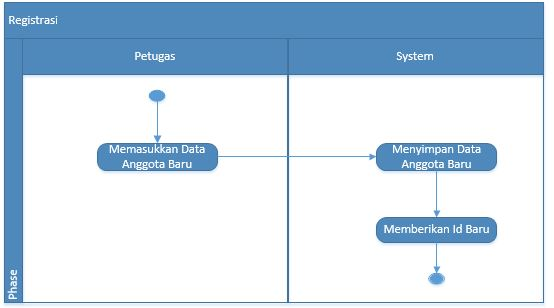 Registrasi
Petugas
System
Memasukkan Data
Anggota Baru
Menyimpan Data
Anggota Baru
Memberikan Id Baru
Phase